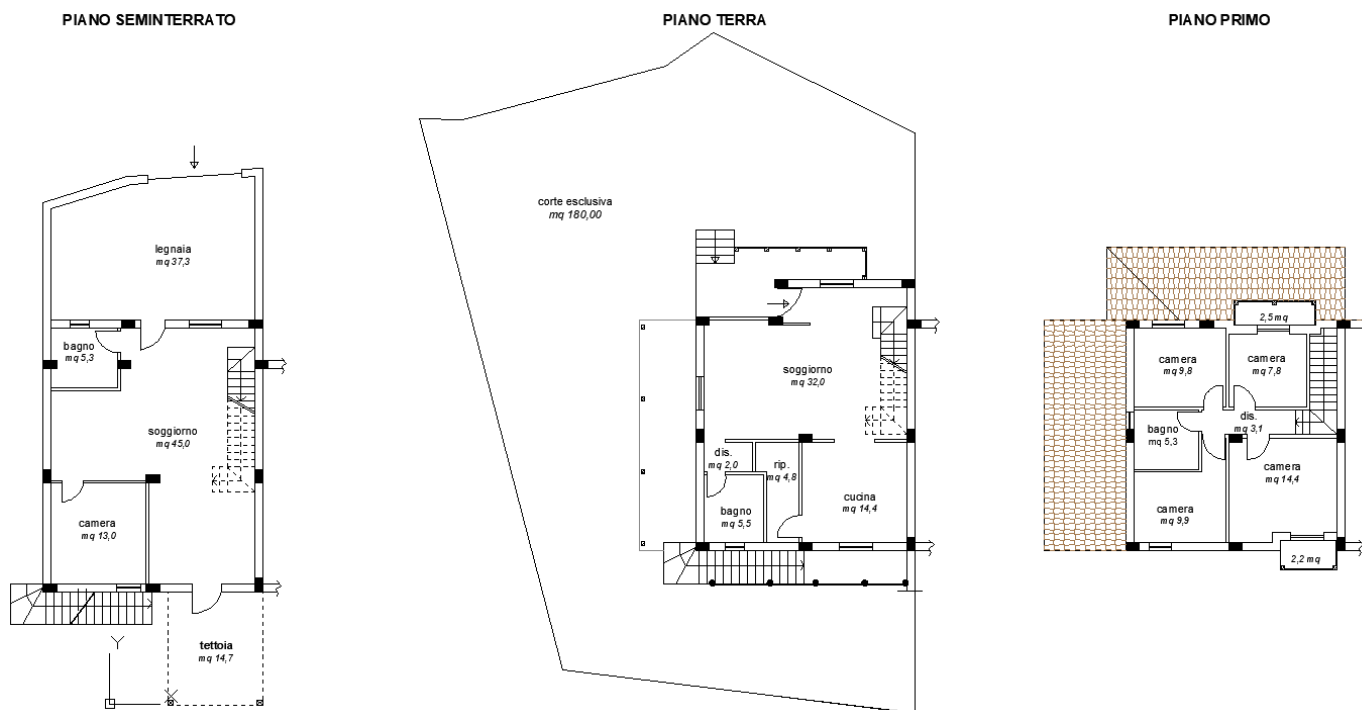 PIANO SEMINTERRATO
legnaia
mq 37,3
bagno
mq 5,3
soggiorno
mq 45,0
camera
mq 13,0
tettoia
mq 14,7
Y
X
PIANO TERRA
corte esclusiva
mq 180,00
soggiorno
mq 32,0
dis.
mq 2,0
rip.
mq 4,8
bagno
mq 5,5
cucina
mq 14,4
PIANO PRIMO
2,5 mq
camera
mq 9,8
camera
mq 7,8
dis.
mq 3,1
bagno
mq 5,3
camera
mq 14,4
camera
mq 9,9
2,2 mq